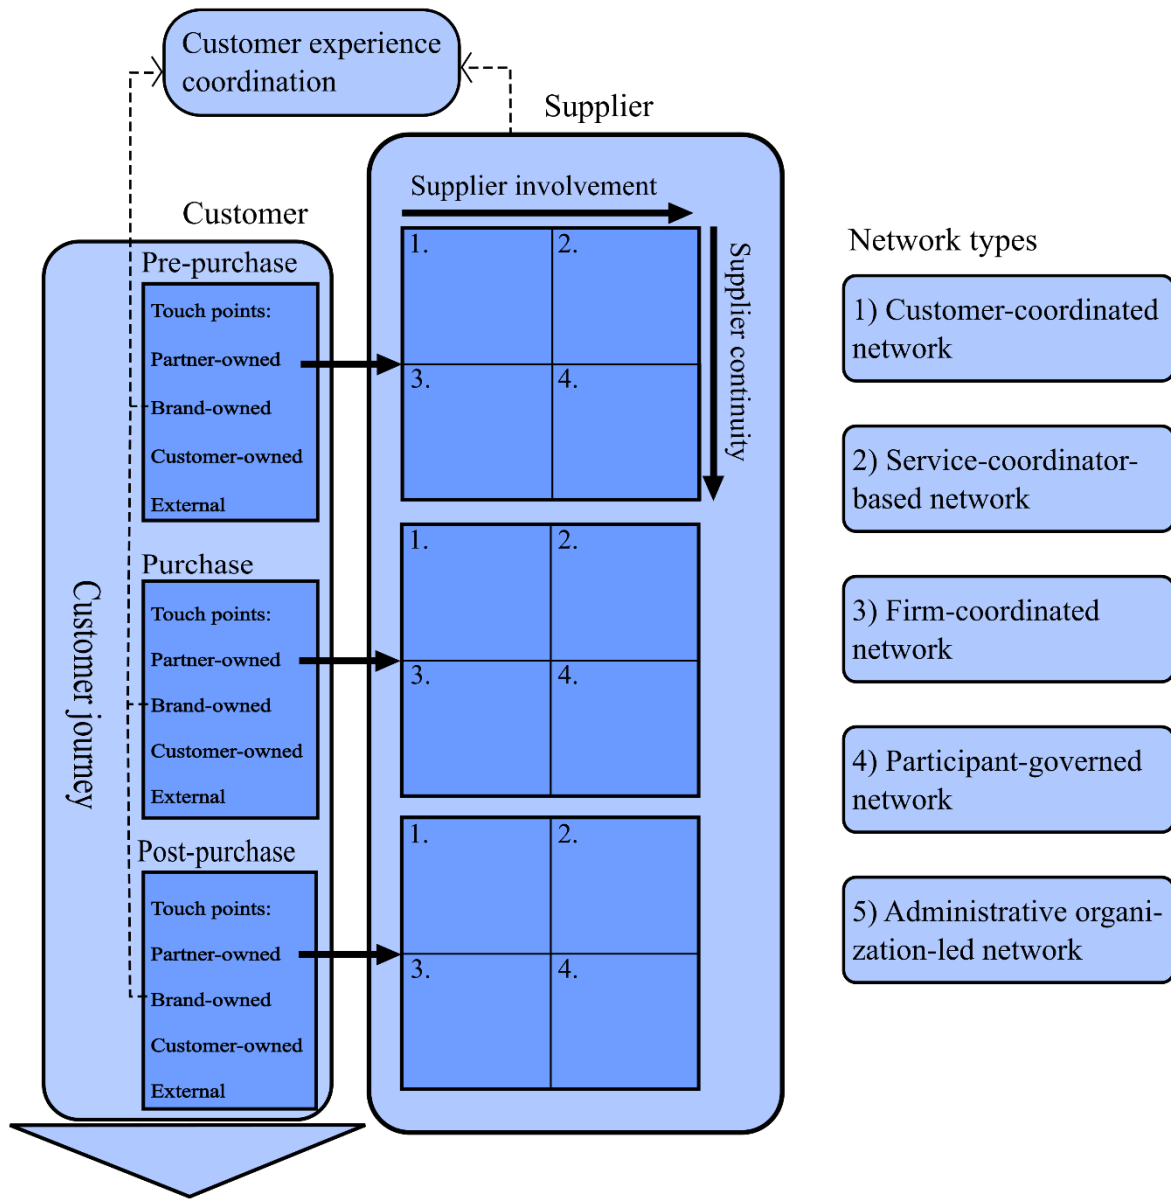 Customer experience
coordination
Supplier
Supplier involvement
Supplier continuity
1.
2.
3.
4.
1.
2.
3.
4.
1.
2.
3.
4.
Customer
Customer journey
Pre-purchase
Touch points:
Partner-owned
Brand-owned
Customer-owned
External
Purchase
Touch points:
Partner-owned
Brand-owned
Customer-owned
External
Post-purchase
Touch points:
Partner-owned
Brand-owned
Customer-owned
External
Network types
1) Customer-coordinated
network
2) Service-coordinator-
based network
3) Firm-coordinated
network
4) Participant-governed
network
5) Administrative organi-
zation-led network